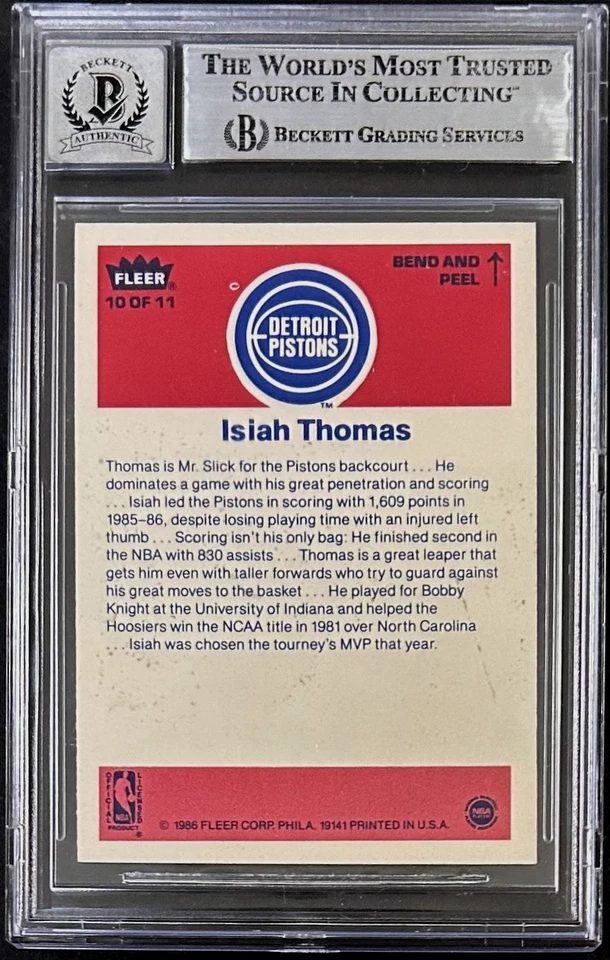 BECKETT
B
AUTHENTIC
THE WORLD'S MOST TRUSTED
SOURCE IN COLLECTING™
B BECKETT GRADING SERVICES
FLEER®
10 OF 11
BEND AND
PEEL
DETROIT
PISTONS
TM
Isiah Thomas
Thomas is Mr. Slick for the Pistons backcourt . . . He
dominates a game with his great penetration and scoring
. . . Isiah led the Pistons in scoring with 1,609 points in
1985–86, despite losing playing time with an injured left
thumb . . . Scoring isn't his only bag: He finished second in
the NBA with 830 assists . . . Thomas is a great leaper that
gets him even with taller forwards who try to guard against
his great moves to the basket . . . He played for Bobby
Knight at the University of Indiana and helped the
Hoosiers win the NCAA title in 1981 over North Carolina
. . . Isiah was chosen the tourney's MVP that year.
OFFICIAL
LICENSED
PRODUCT
© 1986 FLEER CORP. PHILA. 19141 PRINTED IN U.S.A.
NBA
PLAYERS